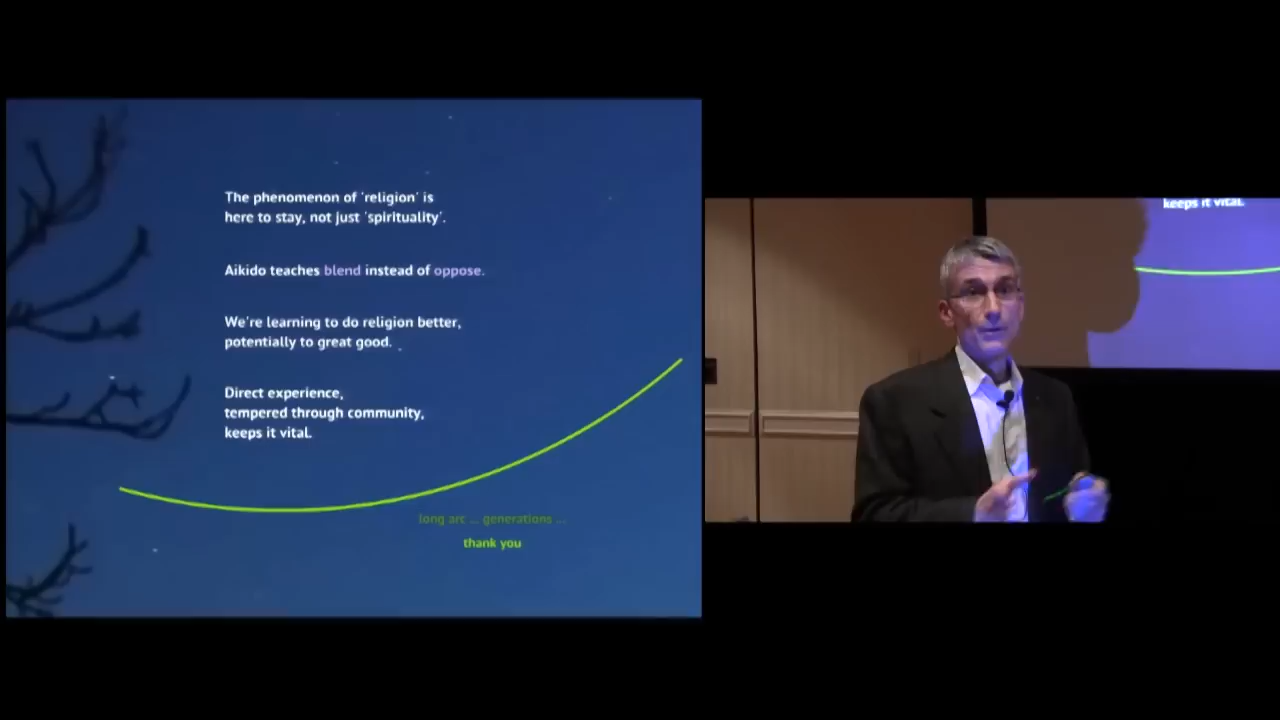 The phenomenon of 'religion' is
here to stay, not just 'spirituality'.
Aikido teaches blend instead of oppose.
We're learning to do religion better,
potentially to great good.
Direct experience,
tempered through community,
keeps it vital.
long arc ... generations ...
thank you
keeps it vital.